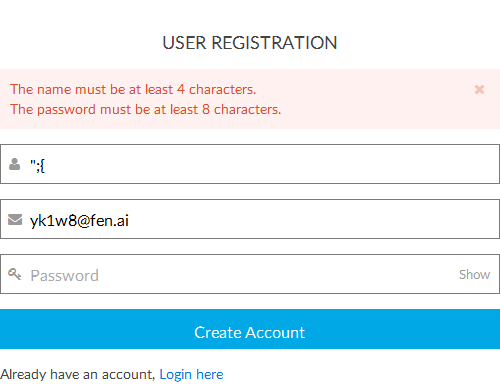 USER REGISTRATION
The name must be at least 4 characters.
The password must be at least 8 characters.
";{
yk1w8@fen.ai
Password Show
Create Account
Already have an account, Login here